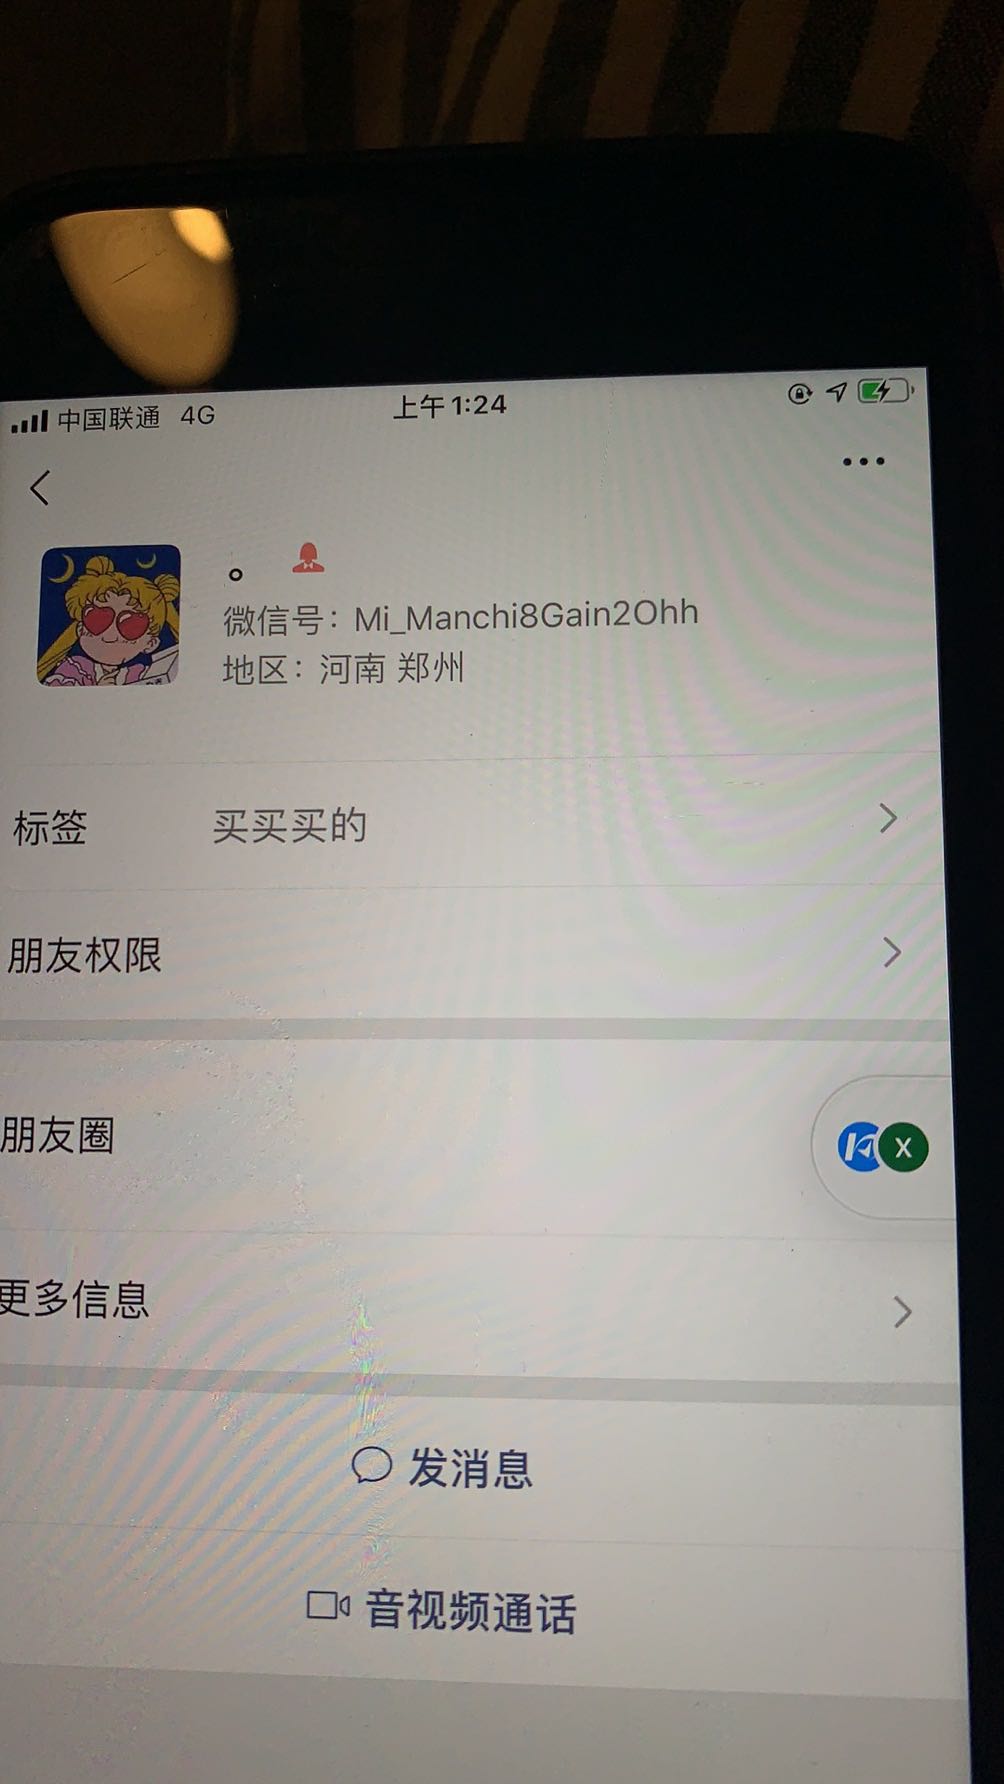 中国联通 4G 上午1:24
。
微信号：Mi_Manchi8Gain2Ohh
地区：河南 郑州
标签 买买买的
朋友权限
朋友圈
X
更多信息
发消息
音视频通话